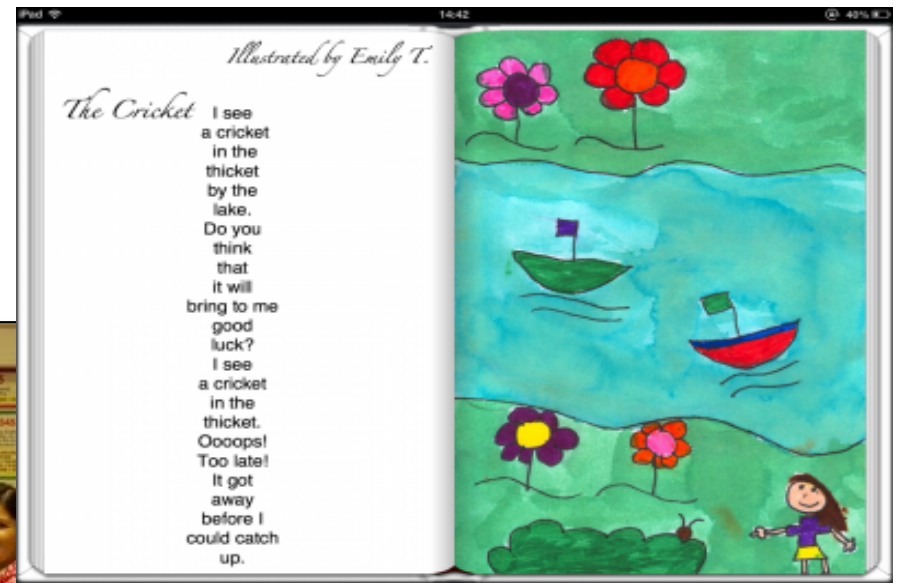 iPad
14:42
40%
Illustrated by Emily T.
The Cricket
I see
a cricket
in the
thicket
by the
lake.
Do you
think
that
it will
bring to me
good
luck?
I see
a cricket
in the
thicket.
Oooops!
Too late!
It got
away
before I
could catch
up.